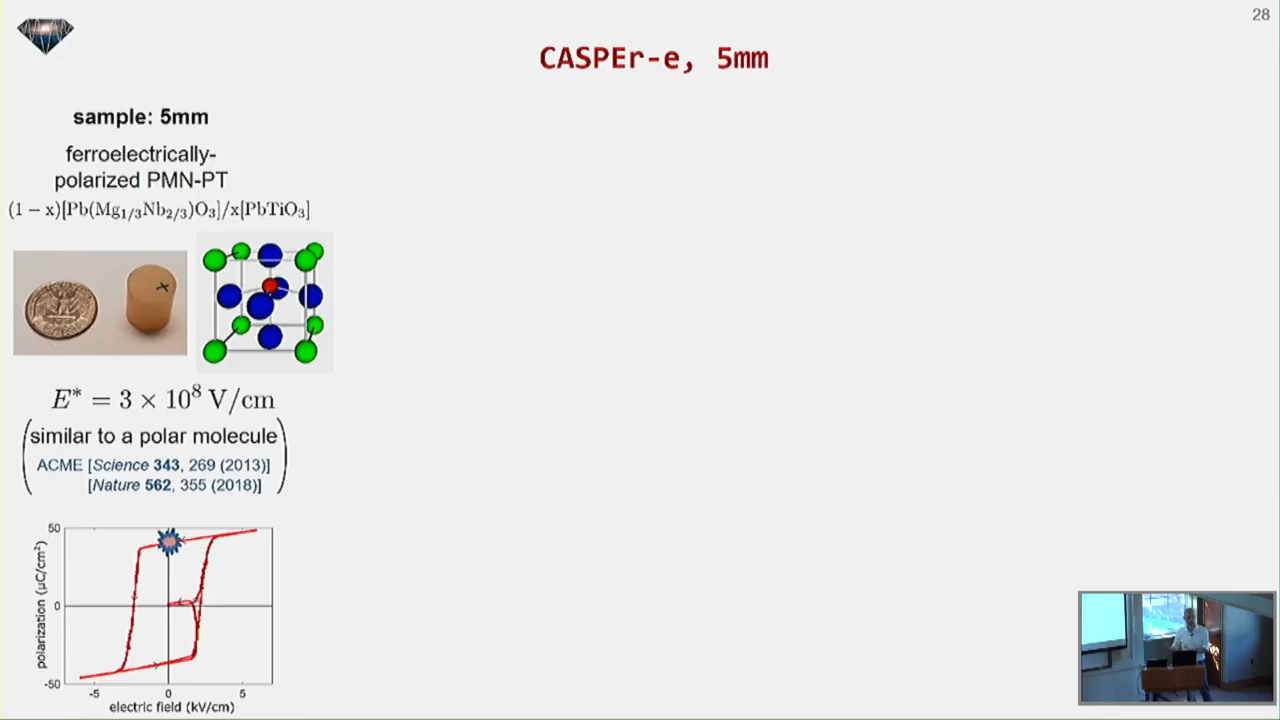 28
CASPEr-e, 5mm
sample: 5mm
ferroelectrically-
polarized PMN-PT
(1 − x)[Pb(Mg₁/₃Nb₂/₃)O₃]/x[PbTiO₃]
E* = 3 × 10⁸ V/cm
(similar to a polar molecule
ACME [Science 343, 269 (2013)]
[Nature 562, 355 (2018)])
polarization (μC/cm²)
50
0
-50
-5 0 5
electric field (kV/cm)